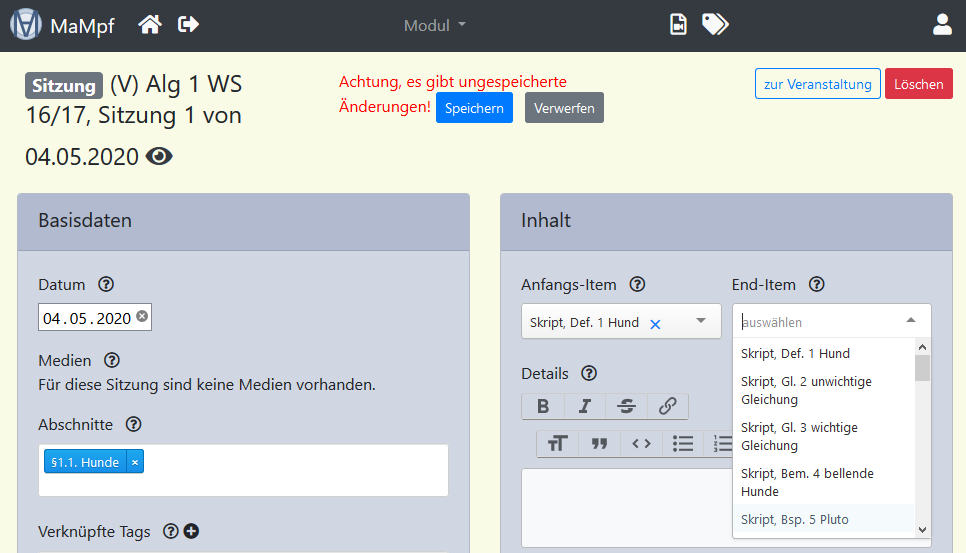 MaMpf
Modul
Sitzung (V) Alg 1 WS
16/17, Sitzung 1 von
04.05.2020
Achtung, es gibt ungespeicherte
Änderungen! Speichern Verwerfen
zur Veranstaltung Löschen
Basisdaten
Datum
04.05.2020
Medien
Für diese Sitzung sind keine Medien vorhanden.
Abschnitte
§1.1. Hunde ×
Verknüpfte Tags
Inhalt
Anfangs-Item End-Item
Skript, Def. 1 Hund × auswählen
Details
Skript, Def. 1 Hund
Skript, Gl. 2 unwichtige
Gleichung
Skript, Gl. 3 wichtige
Gleichung
Skript, Bem. 4 bellende
Hunde
Skript, Bsp. 5 Pluto